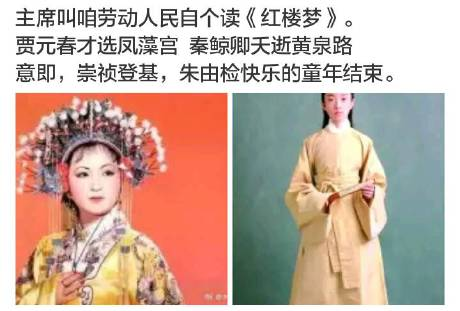 主席叫咱劳动人民自个读《红楼梦》。
贾元春才选凤藻宫 秦鲸卿夭逝黄泉路
意即，崇祯登基，朱由检快乐的童年结束。